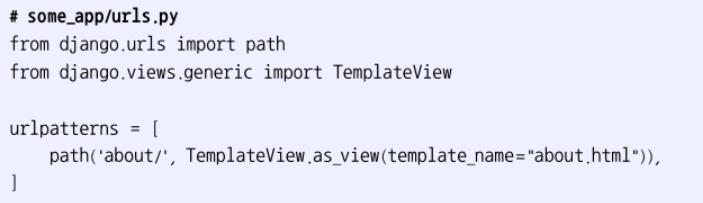 # some_app/urls.py
from django.urls import path
from django.views.generic import TemplateView

urlpatterns = [
    path('about/', TemplateView.as_view(template_name="about.html")),
]